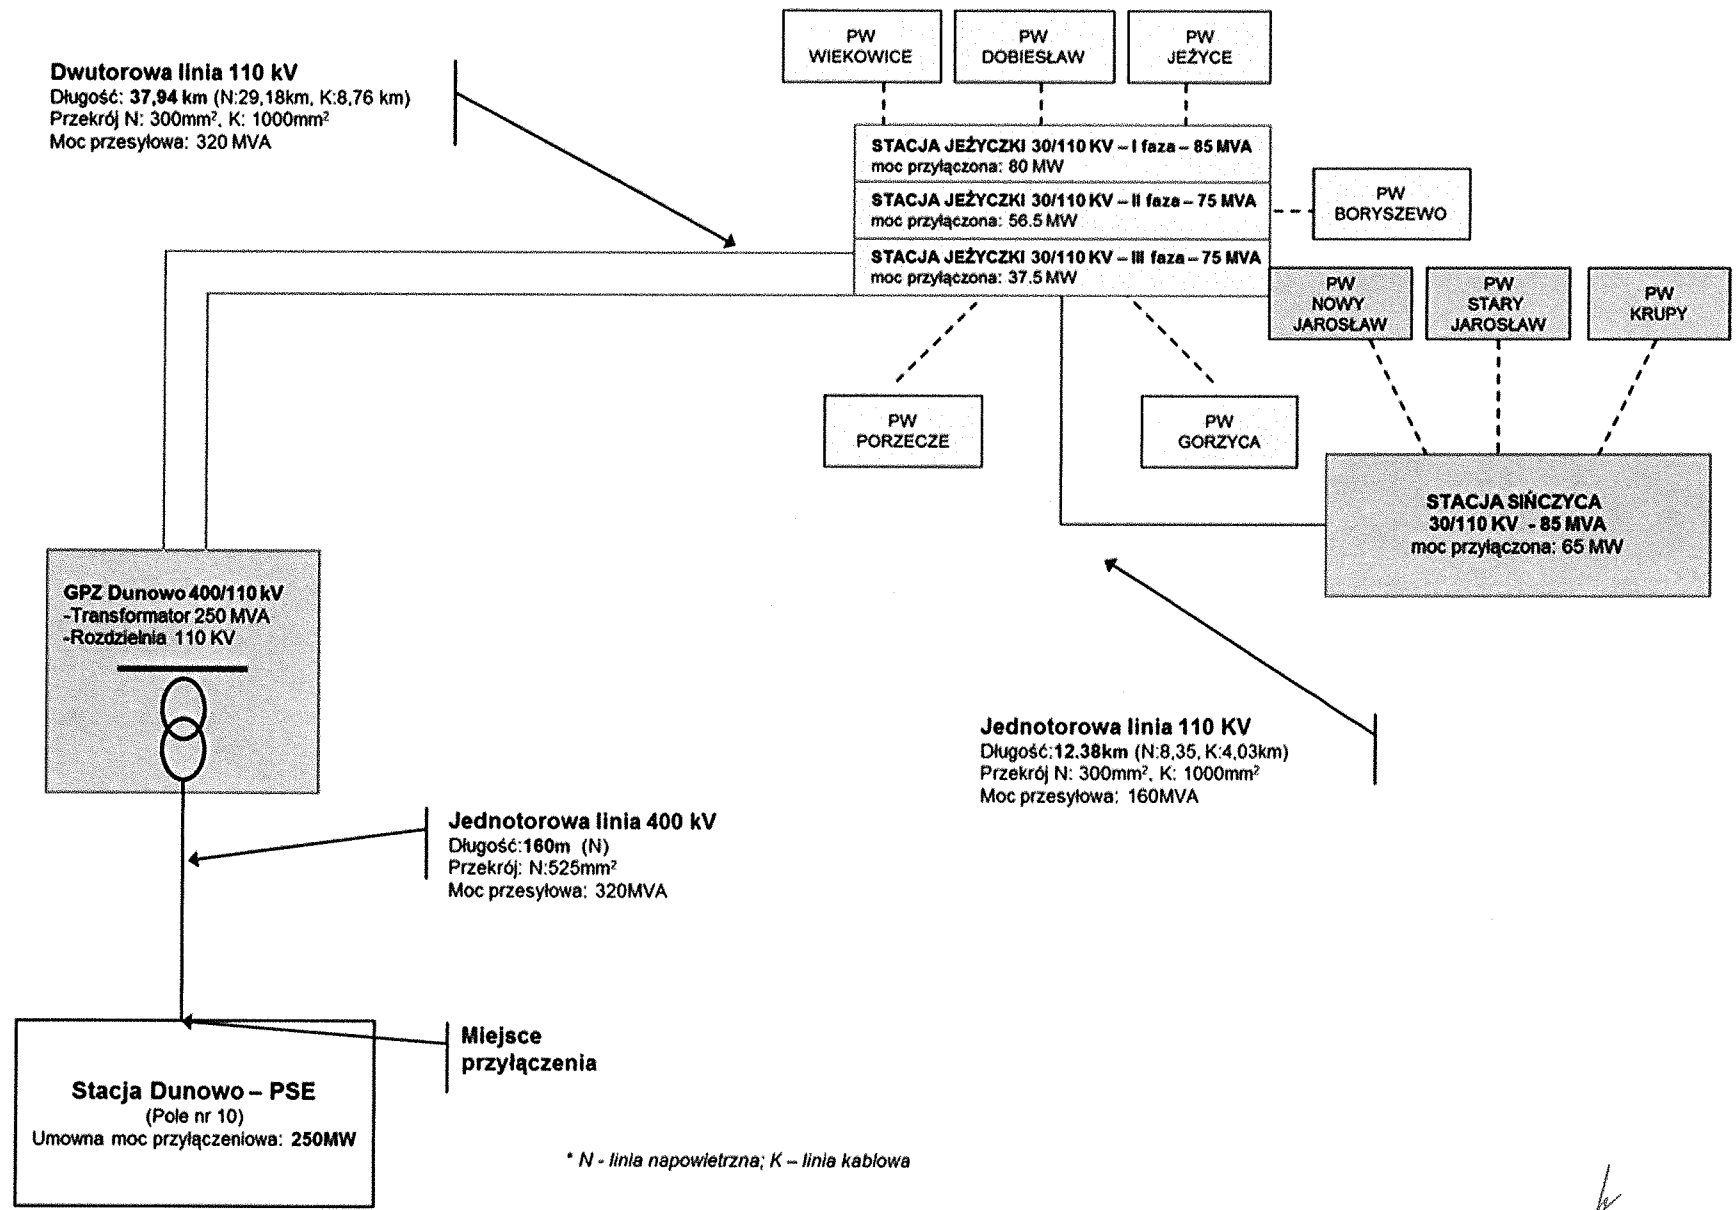 PW
WIEKOWICE
PW
DOBIESŁAW
PW
JEŻYCE
Dwutorowa linia 110 kV
Długość: 37,94 km (N:29,18km, K:8,76 km)
Przekrój N: 300mm², K: 1000mm²
Moc przesyłowa: 320 MVA
STACJA JEŻYCZKI 30/110 KV – I faza – 85 MVA
moc przyłączona: 80 MW
STACJA JEŻYCZKI 30/110 KV – II faza – 75 MVA
moc przyłączona: 56.5 MW
STACJA JEŻYCZKI 30/110 KV – III faza – 75 MVA
moc przyłączona: 37.5 MW
PW
BORYSZEWO
PW
NOWY
JAROSŁAW
PW
STARY
JAROSŁAW
PW
KRUPY
PW
PORZECZE
PW
GORZYCA
STACJA SIŃCZYCA
30/110 KV - 85 MVA
moc przyłączona: 65 MW
GPZ Dunowo 400/110 kV
-Transformator 250 MVA
-Rozdzielnia 110 KV
Jednotorowa linia 110 KV
Długość:12.38km (N:8,35, K:4,03km)
Przekrój N: 300mm², K: 1000mm²
Moc przesyłowa: 160MVA
Jednotorowa linia 400 kV
Długość:160m (N)
Przekrój: N:525mm²
Moc przesyłowa: 320MVA
Miejsce
przyłączenia
Stacja Dunowo – PSE
(Pole nr 10)
Umowna moc przyłączeniowa: 250MW
* N - linia napowietrzna; K – linia kablowa